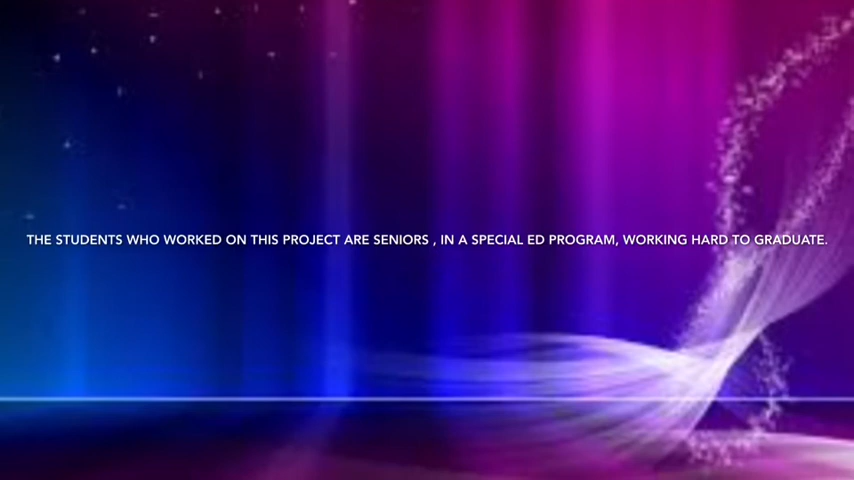 THE STUDENTS WHO WORKED ON THIS PROJECT ARE SENIORS , IN A SPECIAL ED PROGRAM, WORKING HARD TO GRADUATE.